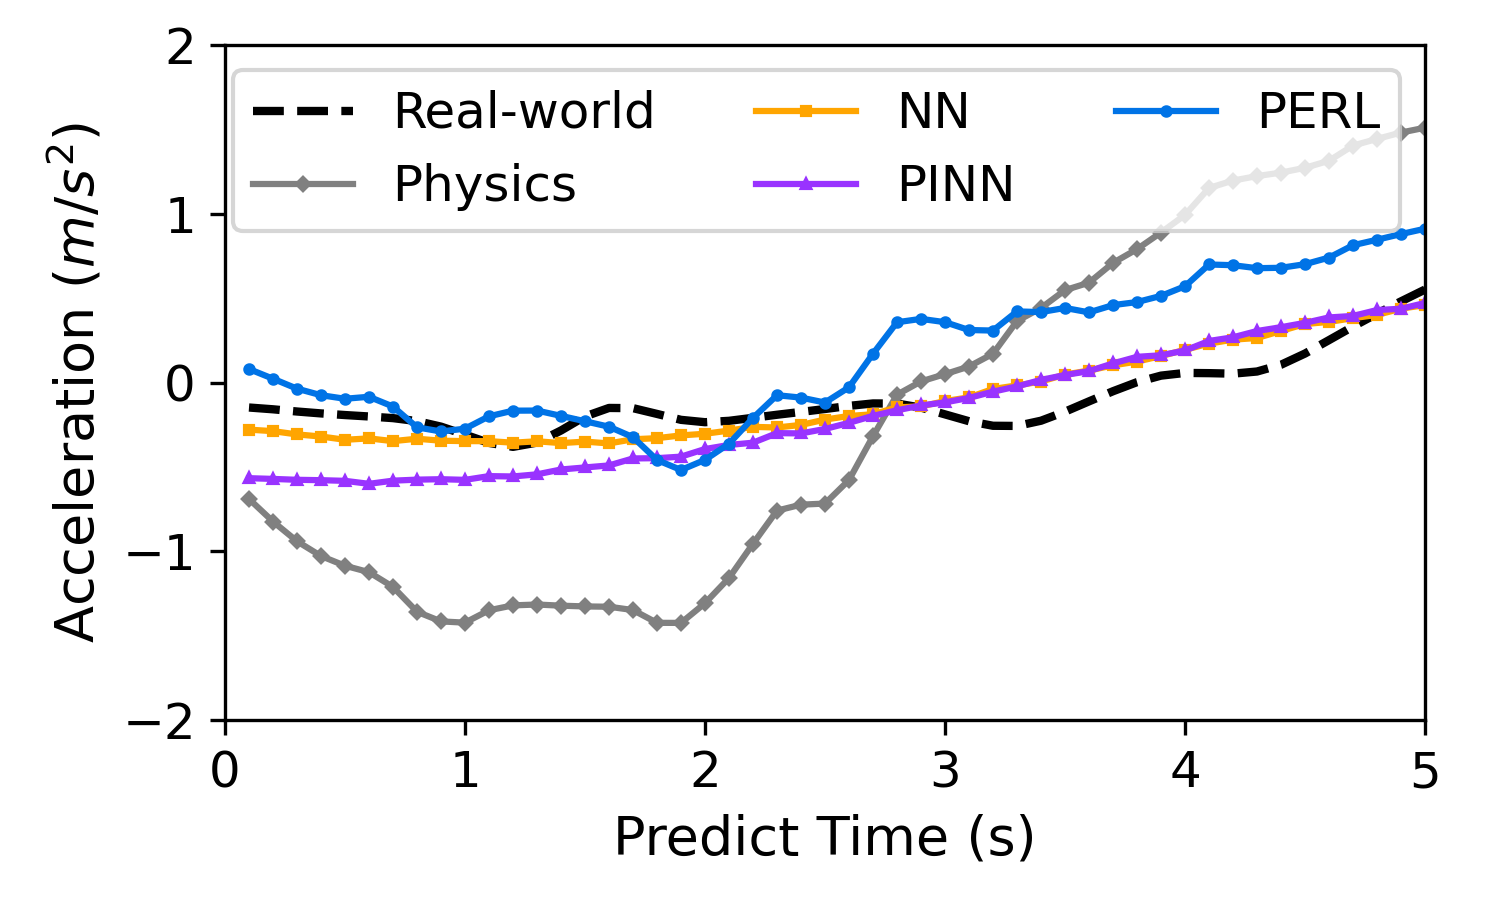 2
1
0
−1
−2
Acceleration (m/s²)
Real-world
Physics
NN
PINN
PERL
0 1 2 3 4 5
Predict Time (s)